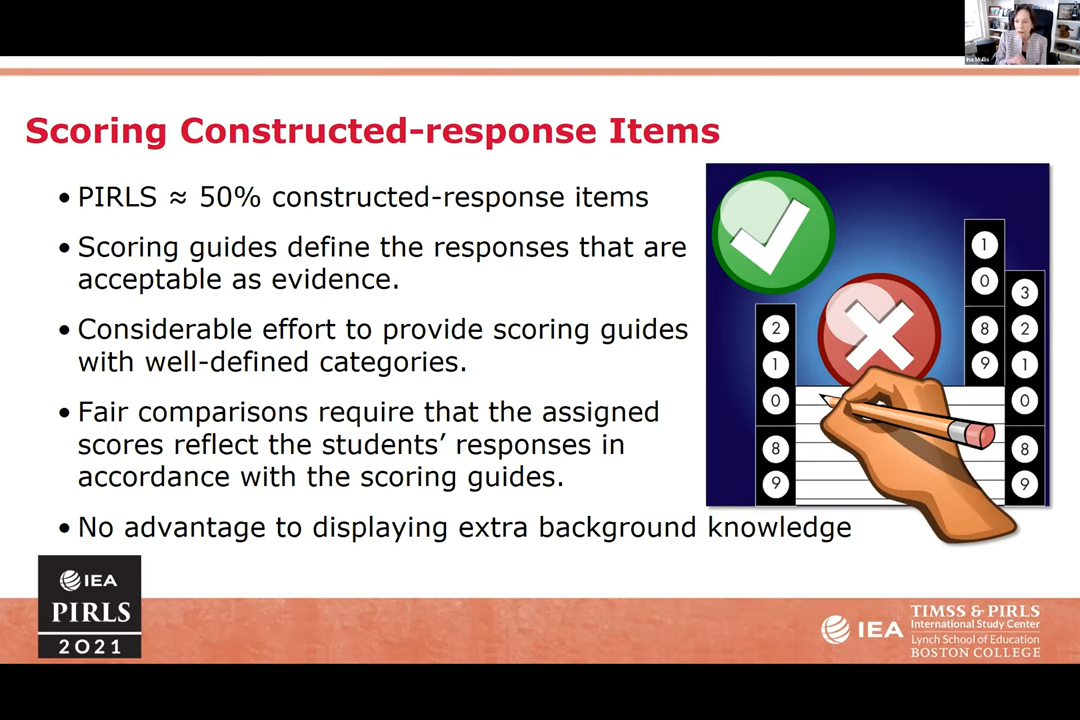 Ina Mullis
Scoring Constructed-response Items
• PIRLS ≈ 50% constructed-response items
• Scoring guides define the responses that are
acceptable as evidence.
• Considerable effort to provide scoring guides
with well-defined categories.
• Fair comparisons require that the assigned
scores reflect the students’ responses in
accordance with the scoring guides.
• No advantage to displaying extra background knowledge
2
1
0
8
9
1
0
8
9
3
2
1
0
8
9
IEA
PIRLS
2021
IEA
TIMSS & PIRLS
International Study Center
Lynch School of Education
BOSTON COLLEGE